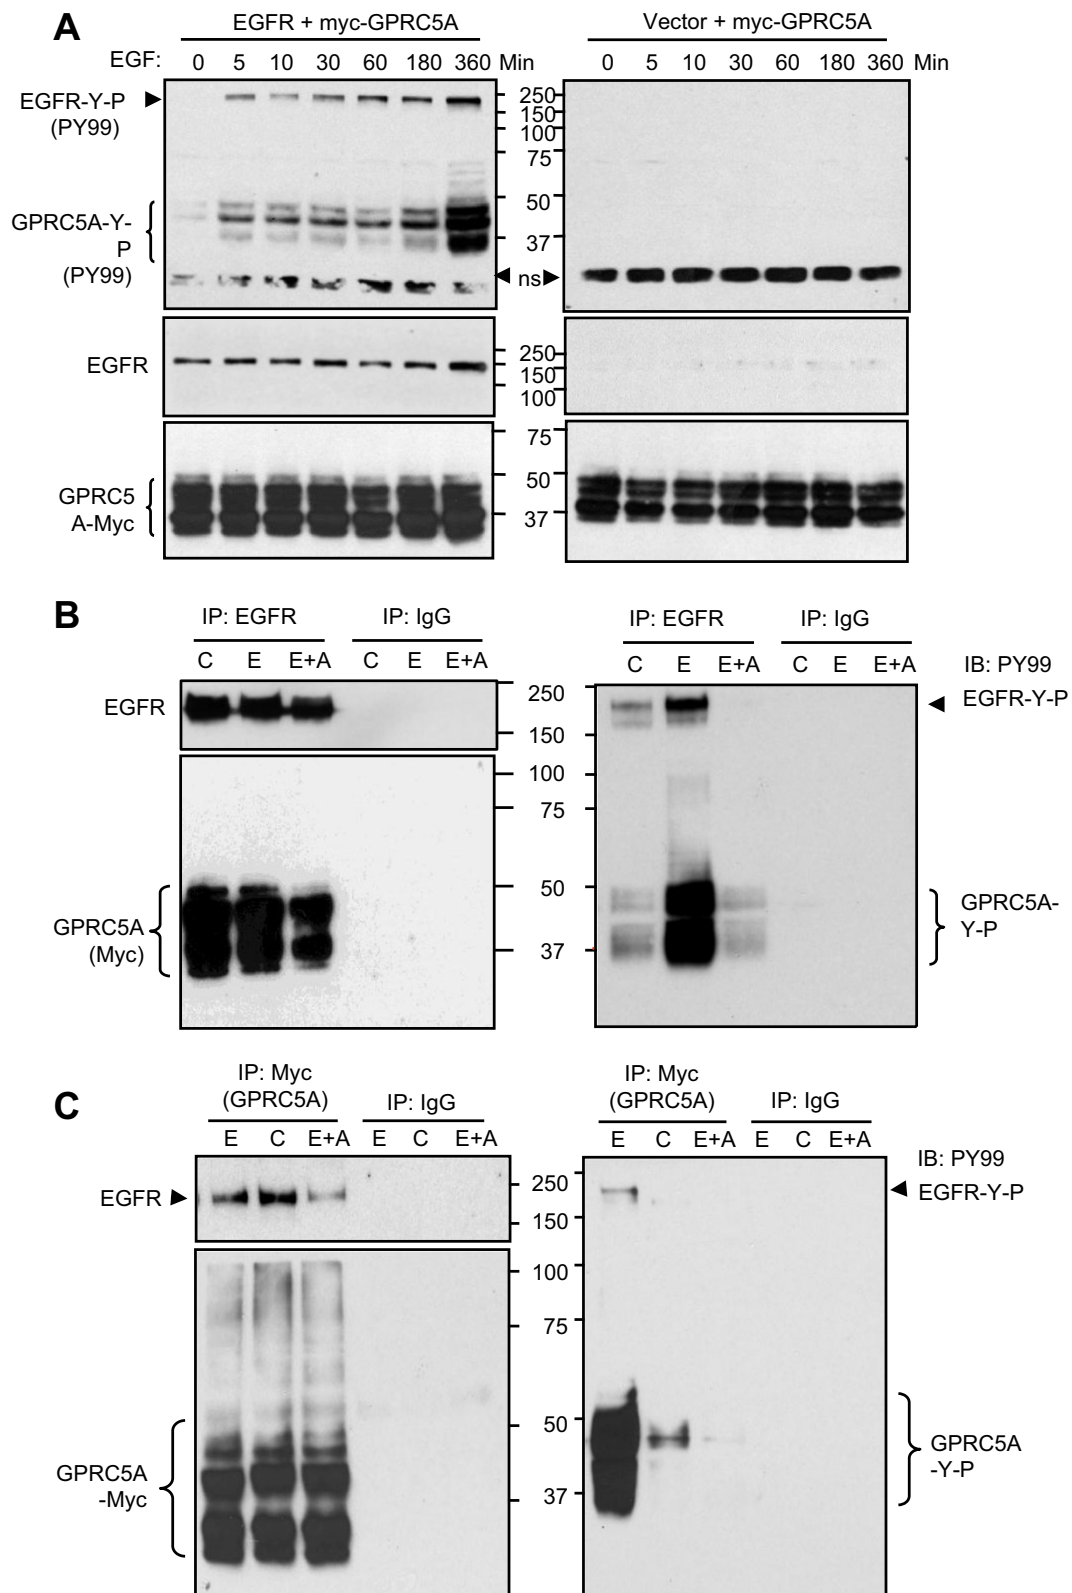 A
EGFR + myc-GPRC5A
Vector + myc-GPRC5A
EGF: 0 5 10 30 60 180 360 Min
0 5 10 30 60 180 360 Min
EGFR-Y-P
(PY99)
GPRC5A-Y-
P
(PY99)
250
150
100
75
50
37
ns
EGFR
250
150
100
GPRC5
A-Myc
75
50
37
B
IP: EGFR
IP: IgG
C E E+A C E E+A
IP: EGFR
IP: IgG
C E E+A C E E+A
IB: PY99
EGFR
GPRC5A
(Myc)
250
150
100
75
50
37
EGFR-Y-P
GPRC5A-
Y-P
C
IP: Myc
(GPRC5A)
IP: IgG
E C E+A E C E+A
IP: Myc
(GPRC5A)
IP: IgG
E C E+A E C E+A
IB: PY99
EGFR
GPRC5A
-Myc
250
150
100
75
50
37
EGFR-Y-P
GPRC5A
-Y-P